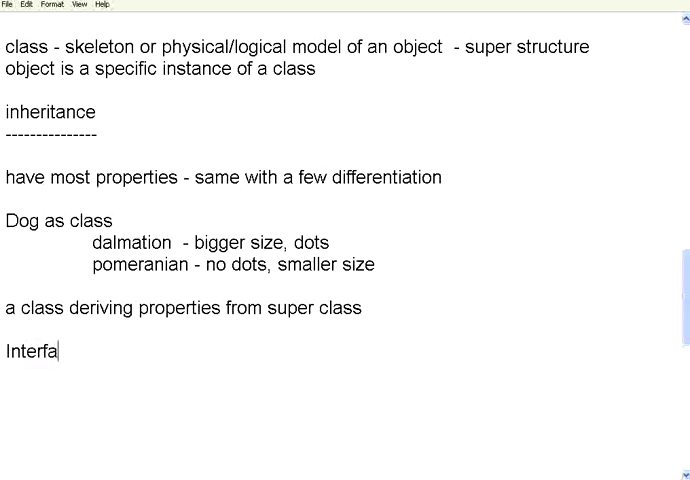 File Edit Format View Help
class - skeleton or physical/logical model of an object - super structure
object is a specific instance of a class
inheritance
---------------
have most properties - same with a few differentiation
Dog as class
dalmation - bigger size, dots
pomeranian - no dots, smaller size
a class deriving properties from super class
Interfa